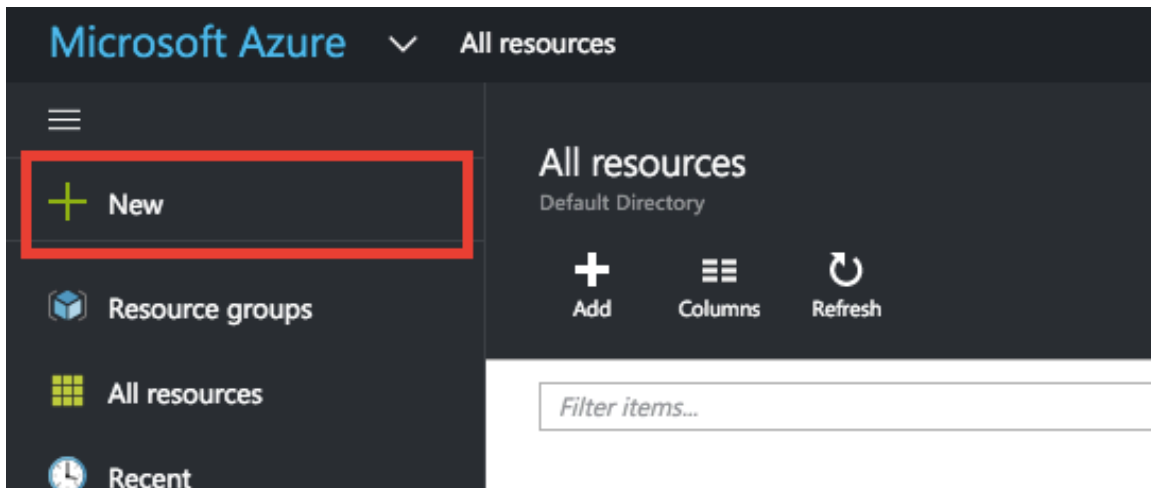 Microsoft Azure All resources
New
Resource groups
All resources
Recent
All resources
Default Directory
Add Columns Refresh
Filter items...